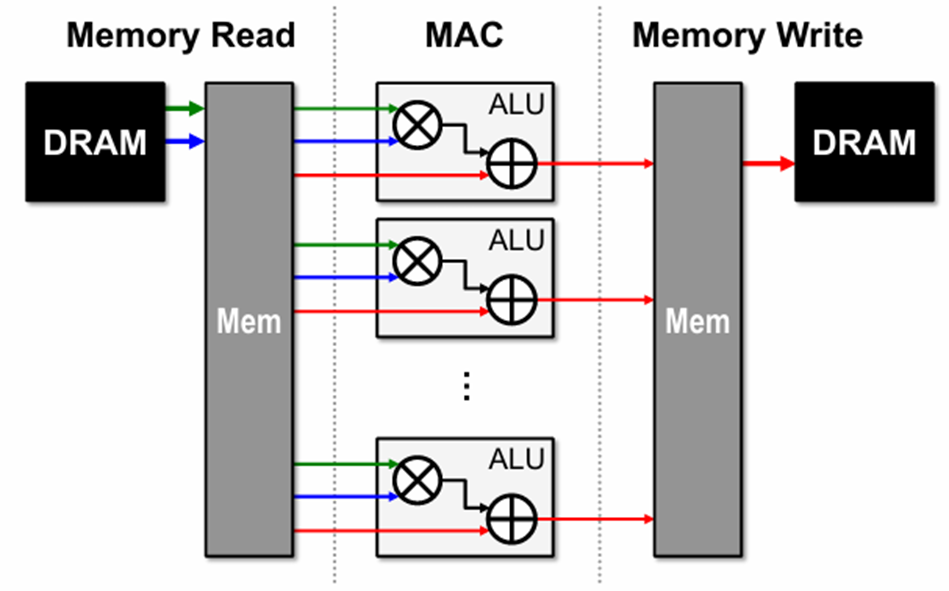 Memory Read
MAC
Memory Write
DRAM
Mem
ALU
ALU
⋮
ALU
Mem
DRAM